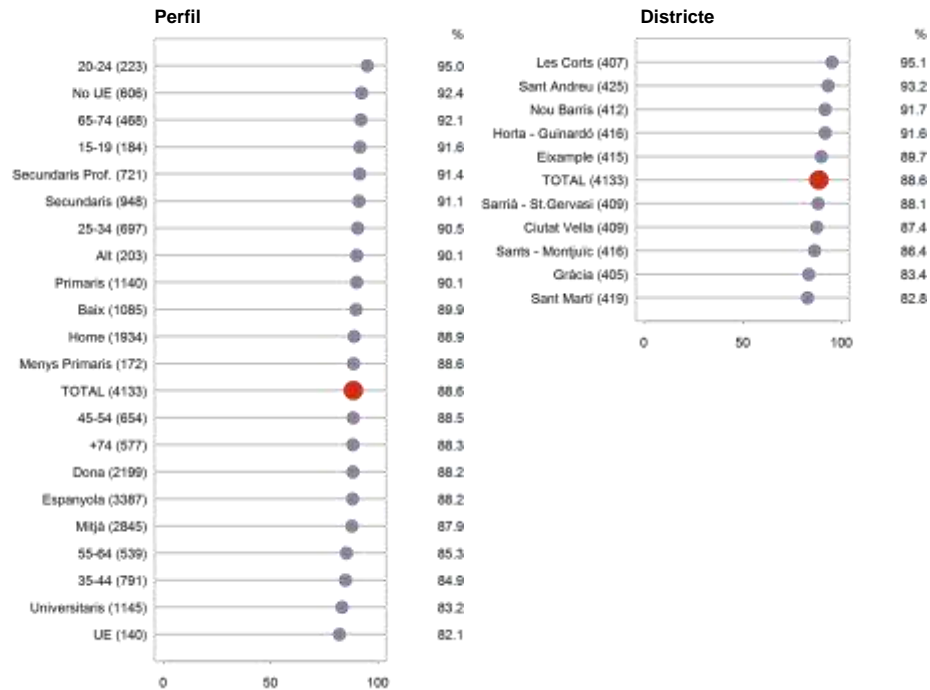 Perfil
%
20-24 (223) 95.0
No UE (606) 92.4
65-74 (468) 92.1
15-19 (184) 91.6
Secundaris Prof. (721) 91.4
Secundaris (948) 91.1
25-34 (697) 90.5
Alt (203) 90.1
Primaris (1140) 90.1
Baix (1085) 89.9
Home (1934) 88.9
Menys Primaris (172) 88.6
TOTAL (4133) 88.6
45-54 (654) 88.5
+74 (577) 88.3
Dona (2199) 88.2
Espanyola (3387) 88.2
Mitjà (2845) 87.9
55-64 (539) 85.3
35-44 (791) 84.9
Universitaris (1145) 83.2
UE (140) 82.1
0 50 100
Districte
%
Les Corts (407) 95.1
Sant Andreu (425) 93.2
Nou Barris (412) 91.7
Horta - Guinardó (416) 91.6
Eixample (415) 89.7
TOTAL (4133) 88.6
Sarrià - St.Gervasi (409) 88.1
Ciutat Vella (409) 87.4
Sants - Montjuïc (416) 86.4
Gràcia (405) 83.4
Sant Martí (419) 82.8
0 50 100